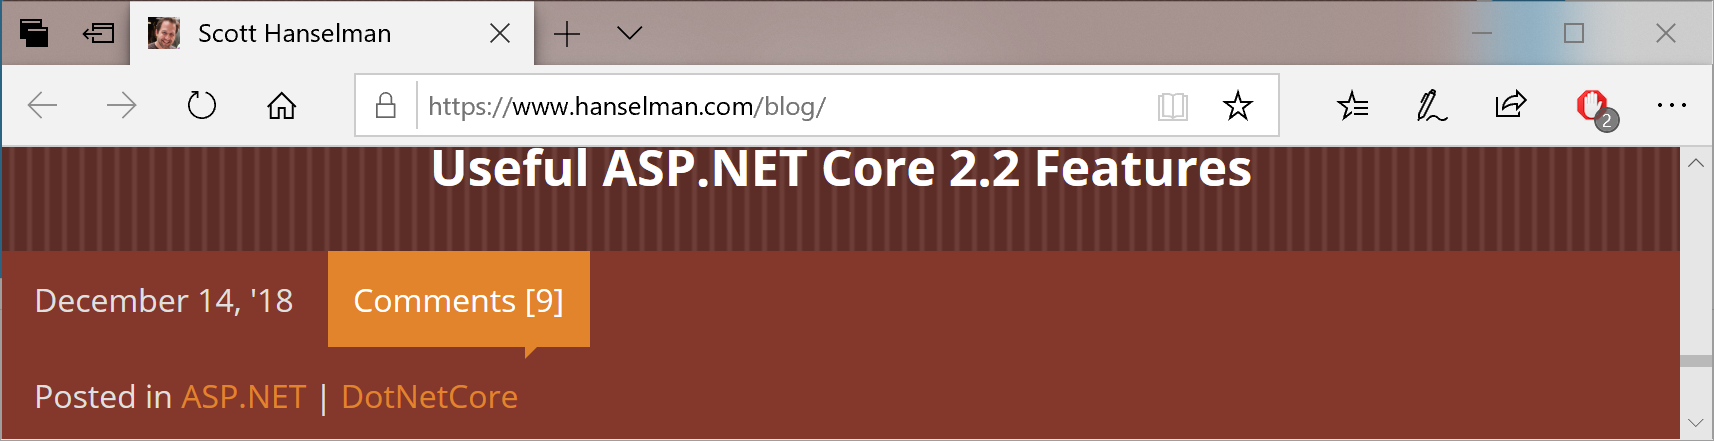 Scott Hanselman
https://www.hanselman.com/blog/
2
Useful ASP.NET Core 2.2 Features
December 14, '18
Comments [9]
Posted in ASP.NET | DotNetCore